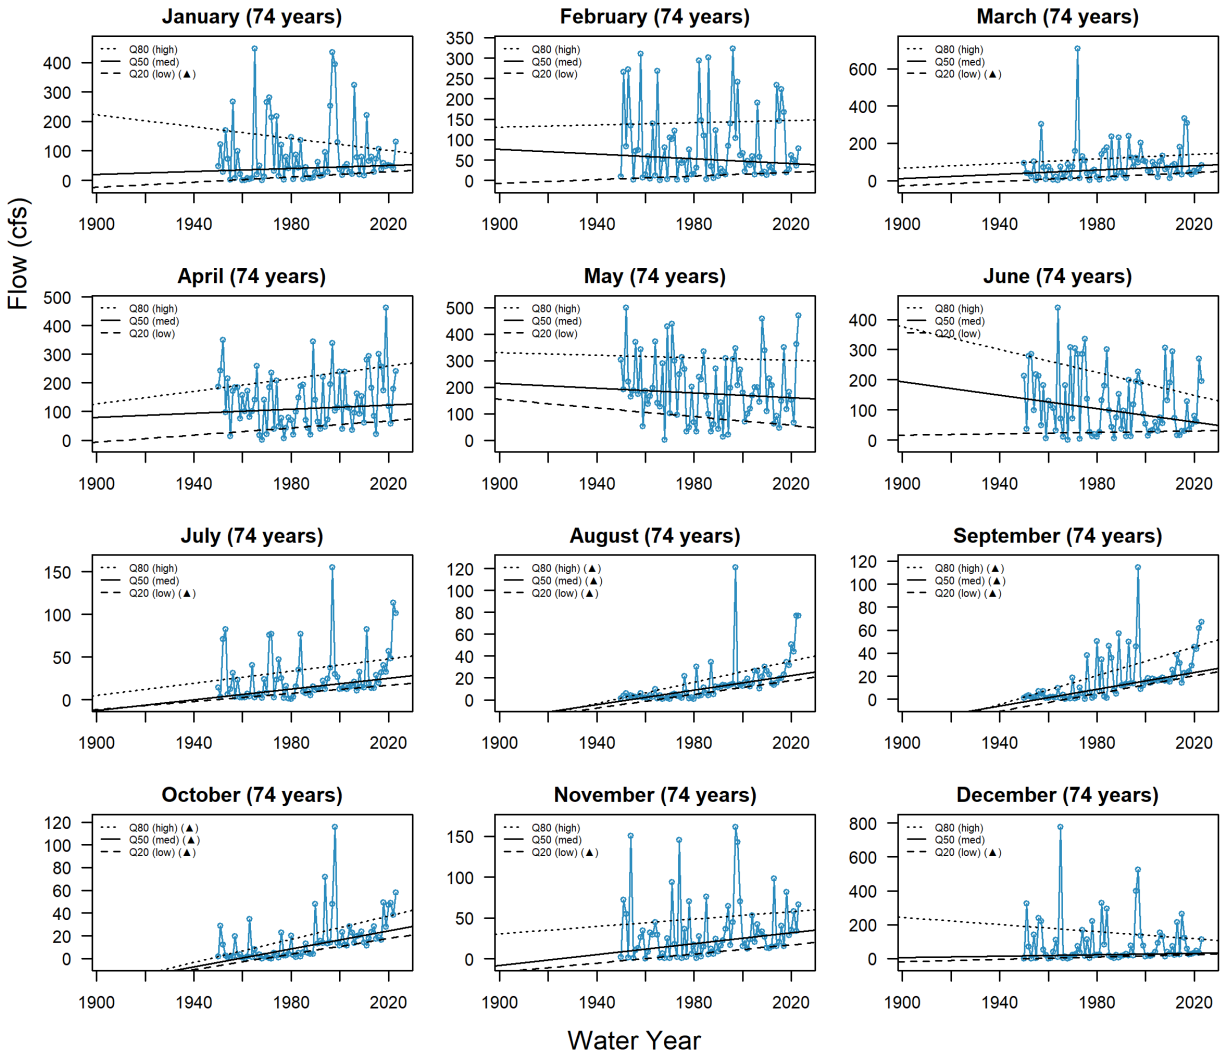 January (74 years)
Q80 (high)
Q50 (med)
Q20 (low) (▲)
400
300
200
100
0
1900 1940 1980 2020
February (74 years)
Q80 (high)
Q50 (med)
Q20 (low)
350
300
250
200
150
100
50
0
1900 1940 1980 2020
March (74 years)
Q80 (high)
Q50 (med)
Q20 (low) (▲)
600
400
200
0
1900 1940 1980 2020
Flow (cfs)
April (74 years)
Q80 (high)
Q50 (med)
Q20 (low)
500
400
300
200
100
0
1900 1940 1980 2020
May (74 years)
Q80 (high)
Q50 (med)
Q20 (low)
500
400
300
200
100
0
1900 1940 1980 2020
June (74 years)
Q80 (high)
Q50 (med)
Q20 (low)
400
300
200
100
0
1900 1940 1980 2020
July (74 years)
Q80 (high)
Q50 (med)
Q20 (low) (▲)
150
100
50
0
1900 1940 1980 2020
August (74 years)
Q80 (high) (▲)
Q50 (med) (▲)
Q20 (low) (▲)
120
100
80
60
40
20
0
1900 1940 1980 2020
September (74 years)
Q80 (high) (▲)
Q50 (med) (▲)
Q20 (low) (▲)
120
100
80
60
40
20
0
1900 1940 1980 2020
October (74 years)
Q80 (high) (▲)
Q50 (med) (▲)
Q20 (low) (▲)
120
100
80
60
40
20
0
1900 1940 1980 2020
November (74 years)
Q80 (high)
Q50 (med)
Q20 (low) (▲)
150
100
50
0
1900 1940 1980 2020
December (74 years)
Q80 (high)
Q50 (med)
Q20 (low) (▲)
800
600
400
200
0
1900 1940 1980 2020
Water Year